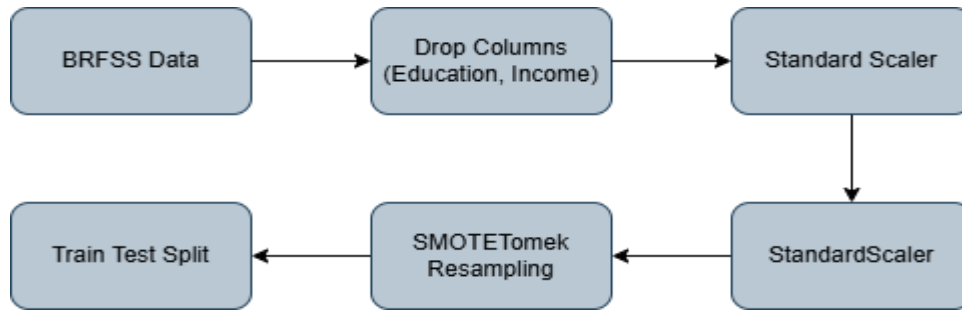 BRFSS Data
Drop Columns
(Education, Income)
Standard Scaler
StandardScaler
SMOTETomek
Resampling
Train Test Split